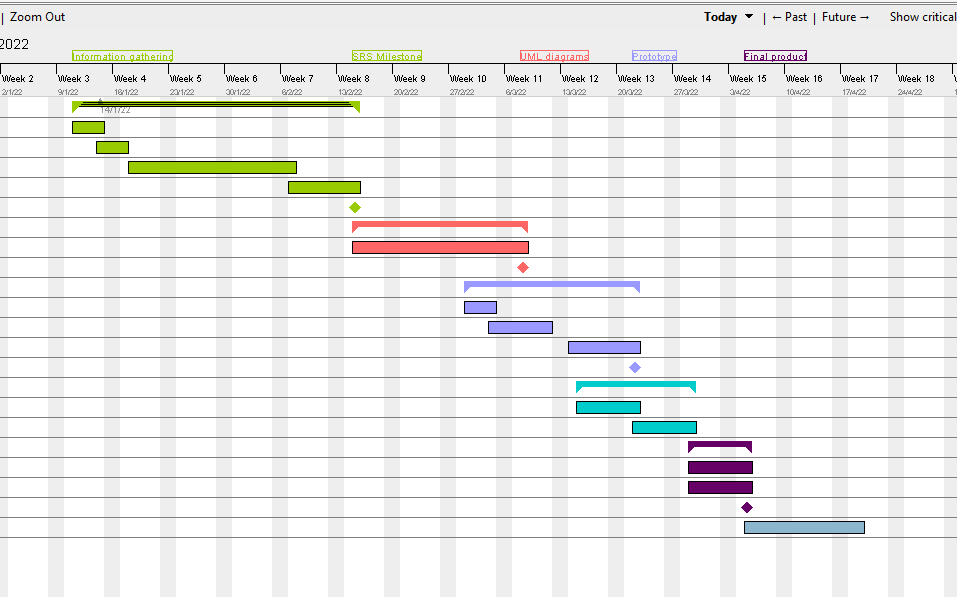 | Zoom Out Today ▼ | ← Past | Future → Show critical
2022
Information gathering SRS Milestone UML diagrams Prototype Final product
Week 2 Week 3 Week 4 Week 5 Week 6 Week 7 Week 8 Week 9 Week 10 Week 11 Week 12 Week 13 Week 14 Week 15 Week 16 Week 17 Week 18
2/1/22 9/1/22 16/1/22 23/1/22 30/1/22 6/2/22 13/2/22 20/2/22 27/2/22 6/3/22 13/3/22 20/3/22 27/3/22 3/4/22 10/4/22 17/4/22 24/4/22
14/1/22